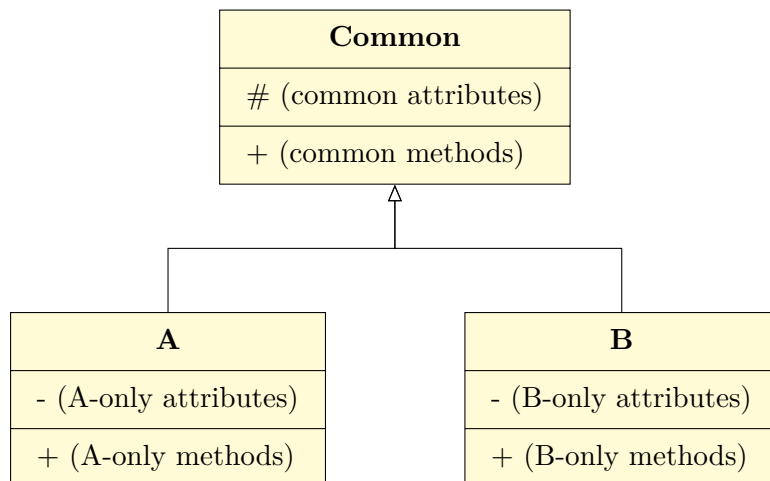 Common
# (common attributes)
+ (common methods)
A
- (A-only attributes)
+ (A-only methods)
B
- (B-only attributes)
+ (B-only methods)